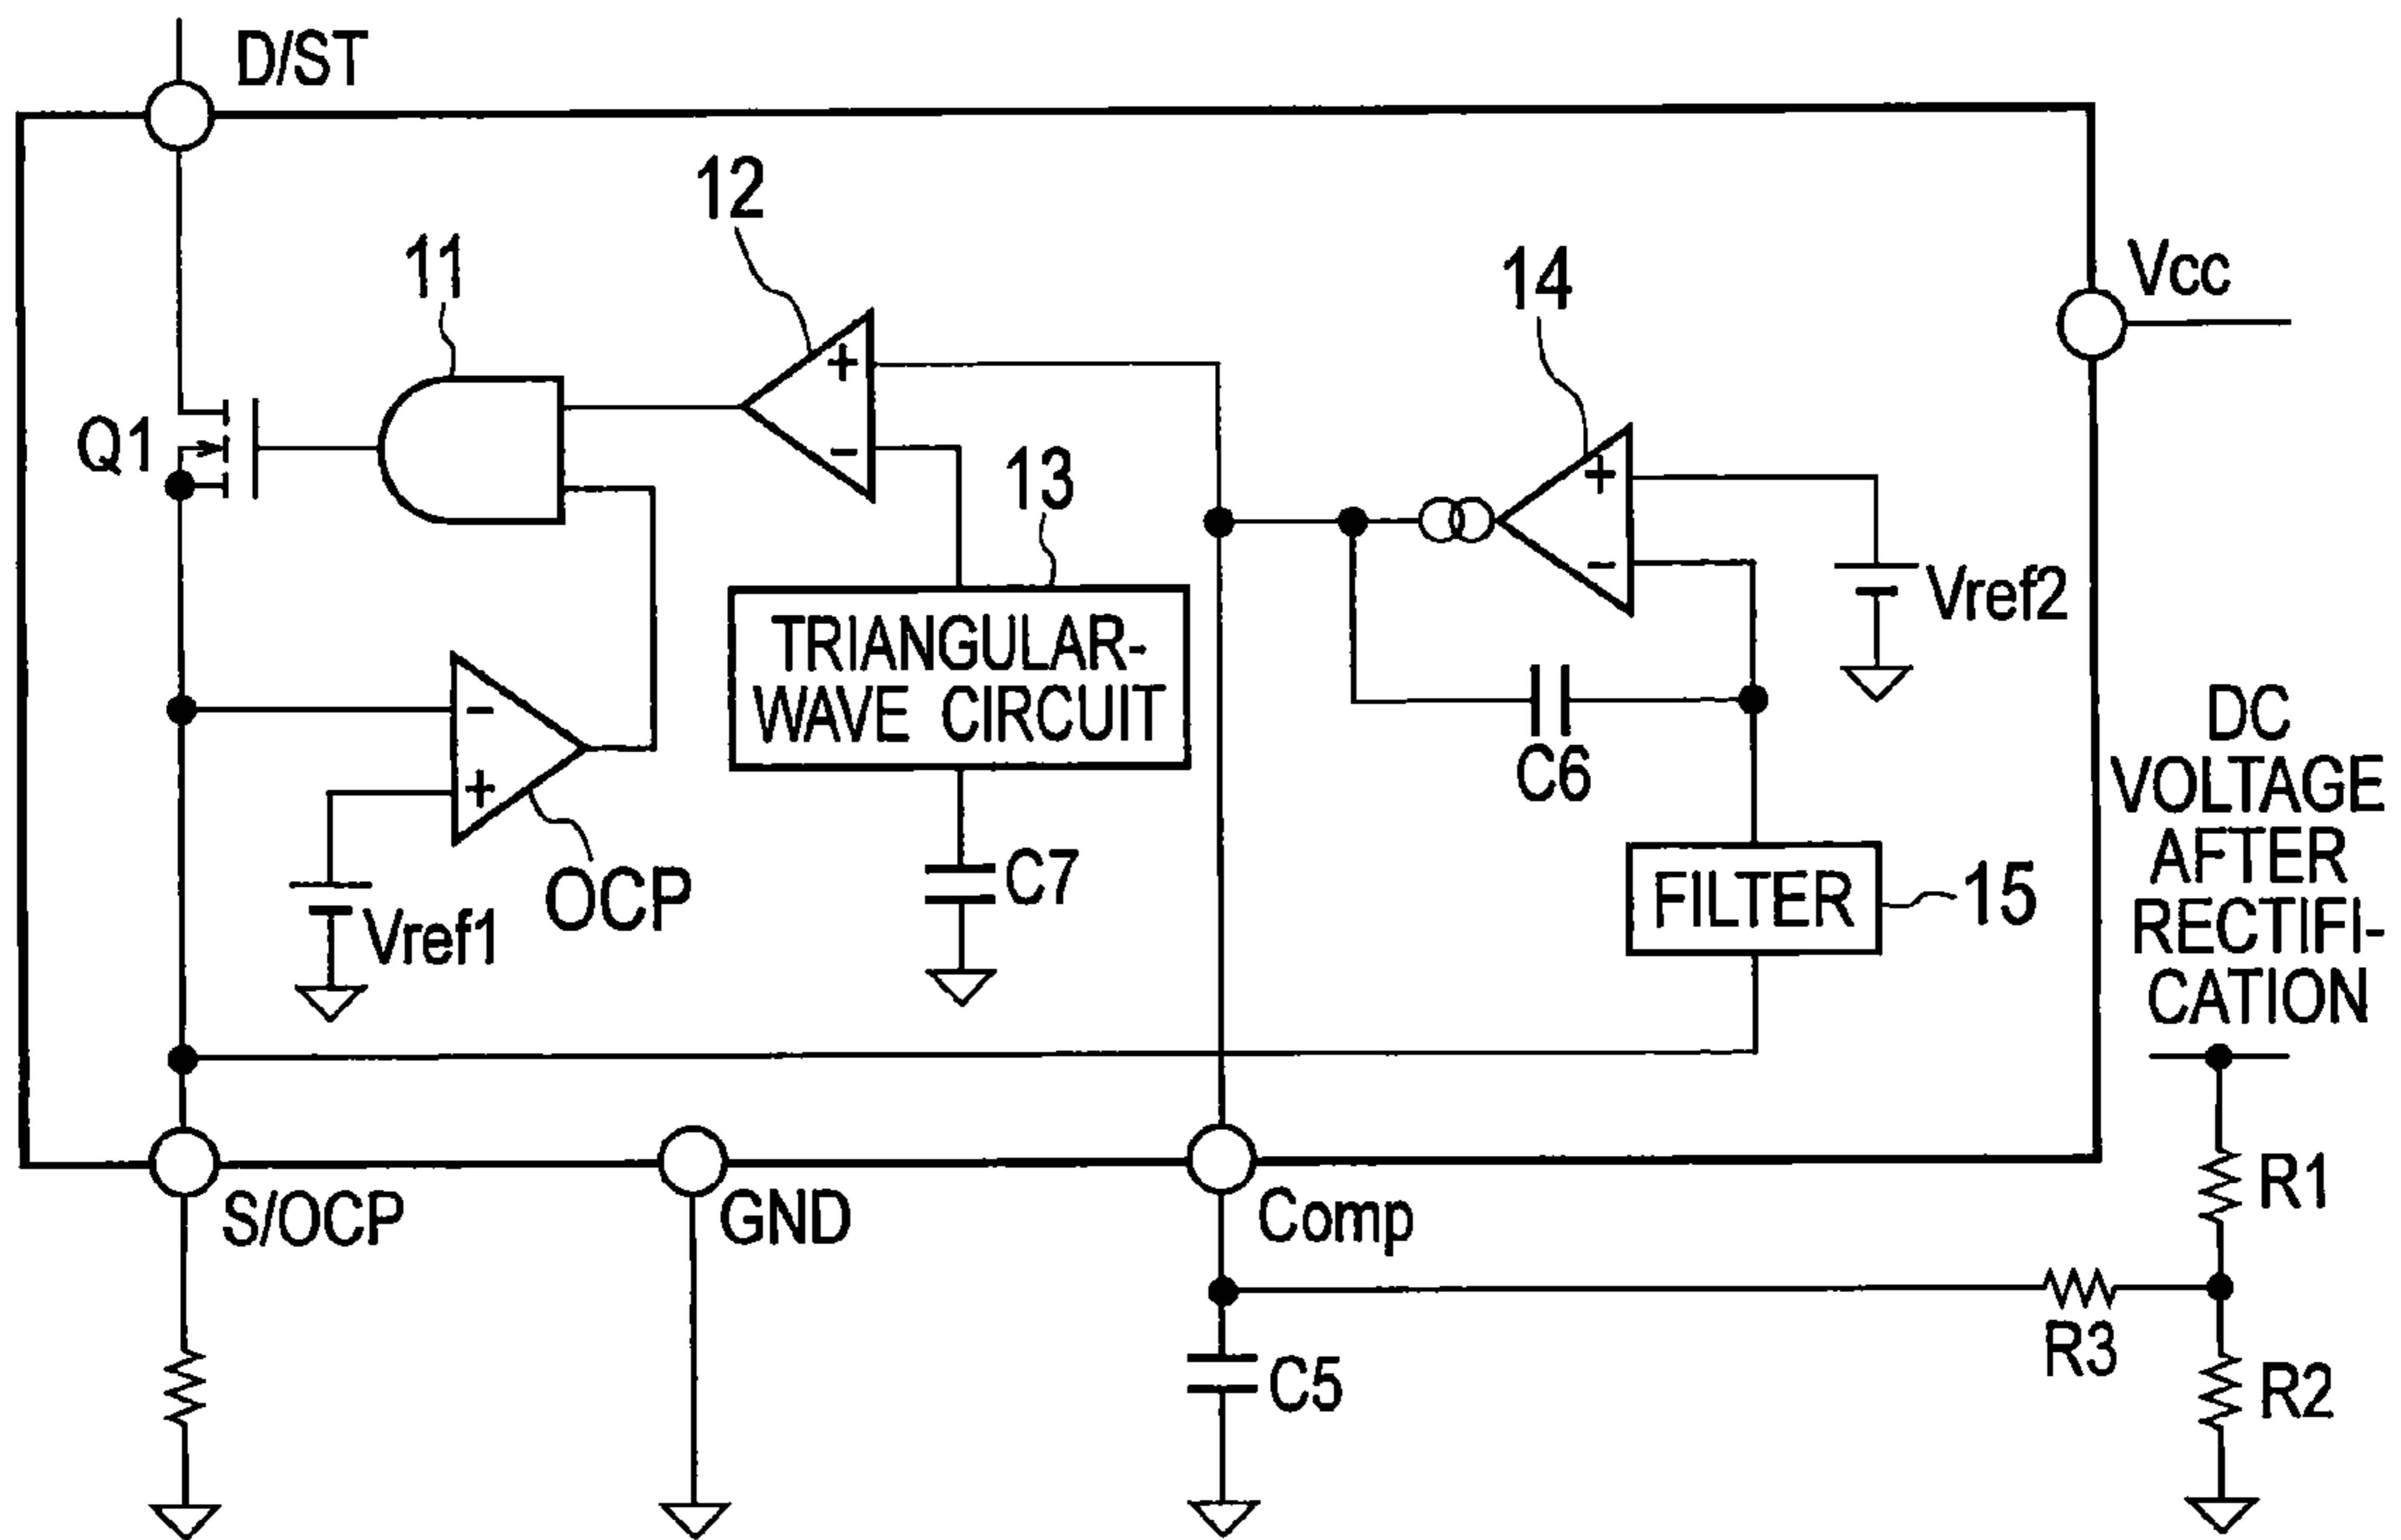 D/ST
12
11
14
Vcc
+
-
Q1
13
+
-
Vref2
TRIANGULAR-
WAVE CIRCUIT
-
+
C6
DC
VOLTAGE
AFTER
RECTIFI-
CATION
C7
OCP
Vref1
FILTER
15
S/OCP
GND
Comp
R1
R3
C5
R2